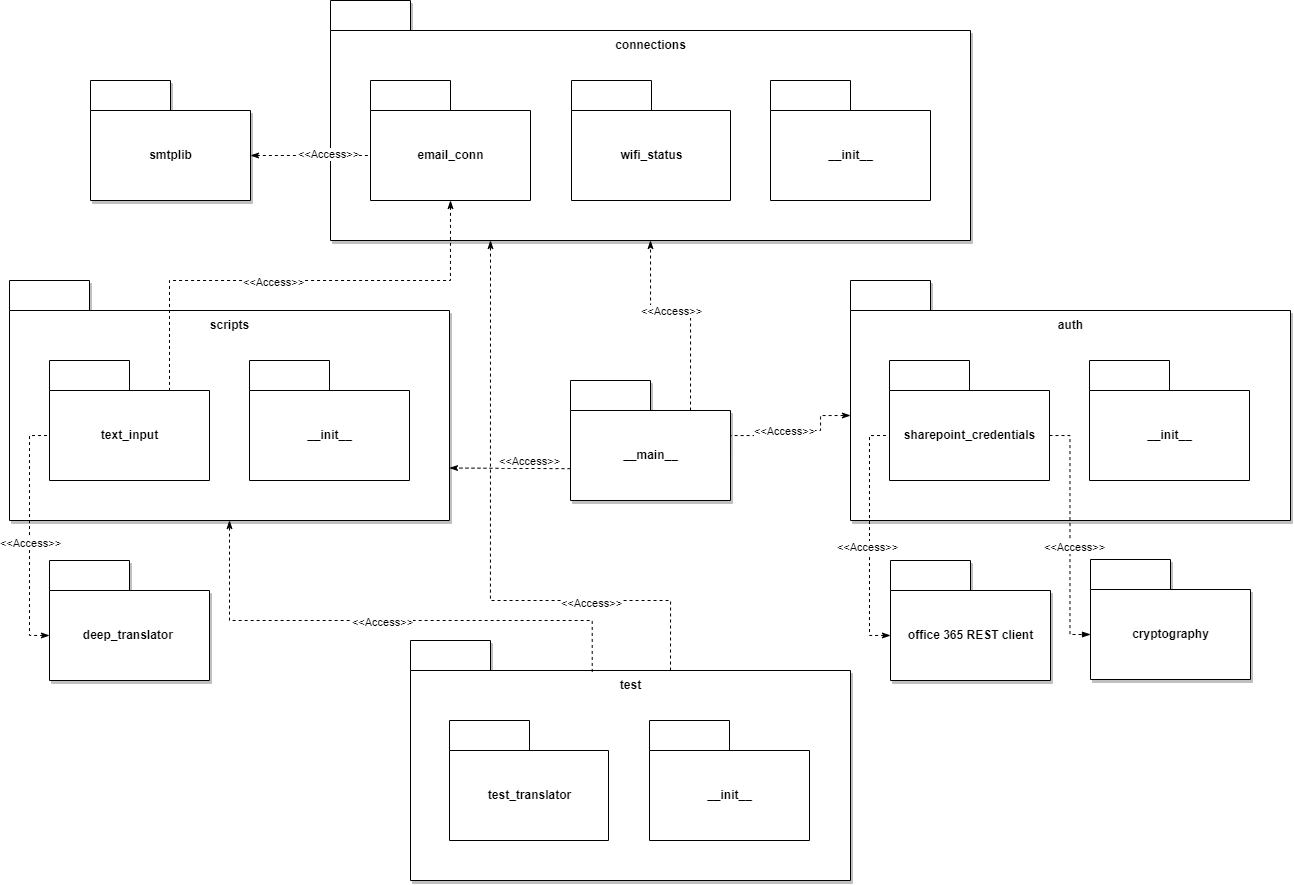 connections
smtplib
<<Access>>
email_conn
wifi_status
__init__
<<Access>>
<<Access>>
scripts
auth
text_input
__init__
<<Access>>
__main__
<<Access>>
sharepoint_credentials
__init__
<<Access>>
<<Access>>
<<Access>>
<<Access>>
<<Access>>
<<Access>>
deep_translator
office 365 REST client
cryptography
test
test_translator
__init__